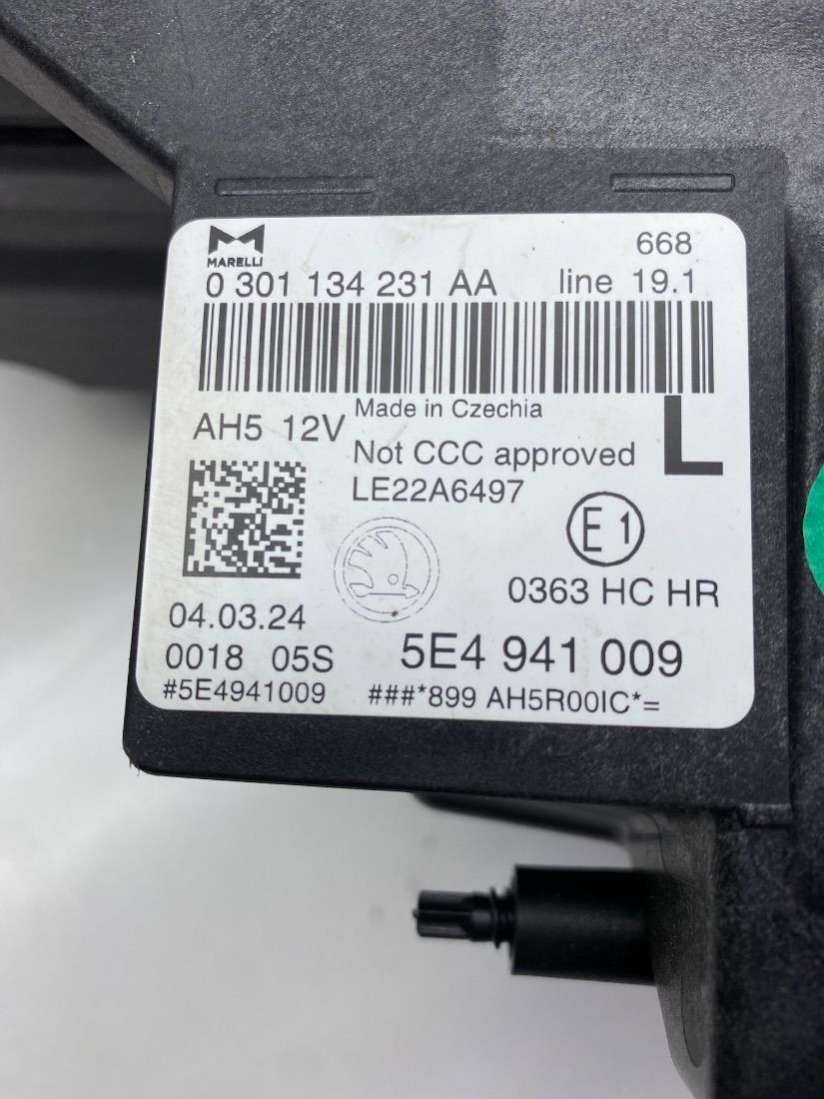 MARELLI
668
0 301 134 231 AA line 19.1
Made in Czechia
AH5 12V
Not CCC approved
L
LE22A6497
E1
0363 HC HR
04.03.24
0018 05S
5E4 941 009
#5E4941009 ###*899 AH5R00IC*=